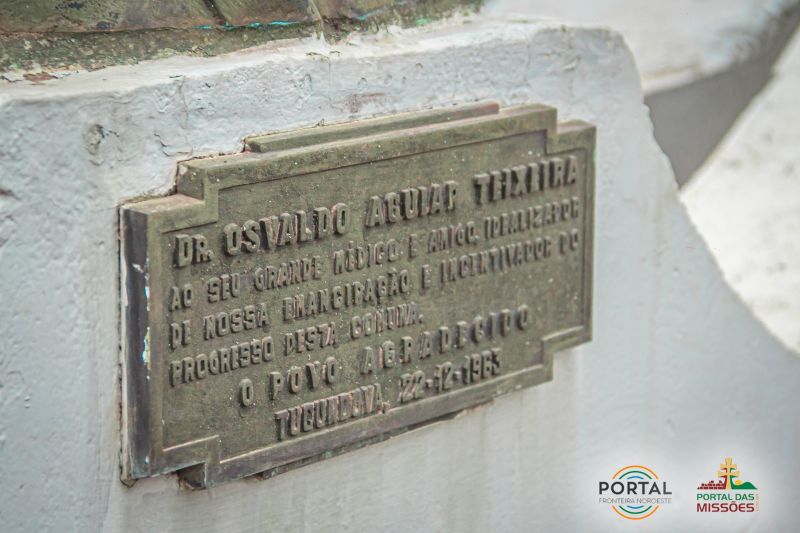 DR. OSVALDO AGUIAR TEIXEIRA
AO SEU GRANDE MÉDICO E AMIGO, IDEALIZADOR
DE NOSSA EMANCIPAÇÃO E INCENTIVADOR DO
PROGRESSO DESTA COMUNA.
O POVO AGRADECIDO
TUCUNDUVA, 22-12-1963
PORTAL
FRONTEIRA NOROESTE
PORTAL DAS
MISSÕES